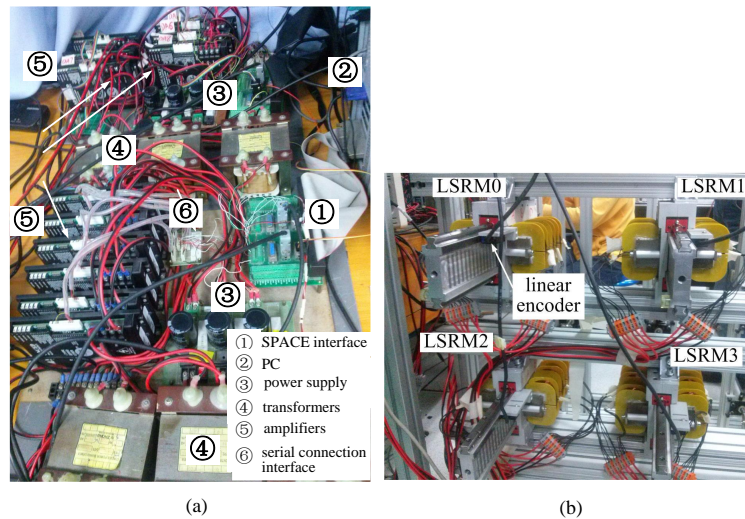 ⑤
②
③
④
⑤
⑥
①
③
① SPACE interface
② PC
③ power supply
④ transformers
⑤ amplifiers
⑥ serial connection
interface
④
(a)
LSRM0
LSRM1
linear
encoder
LSRM2
LSRM3
(b)